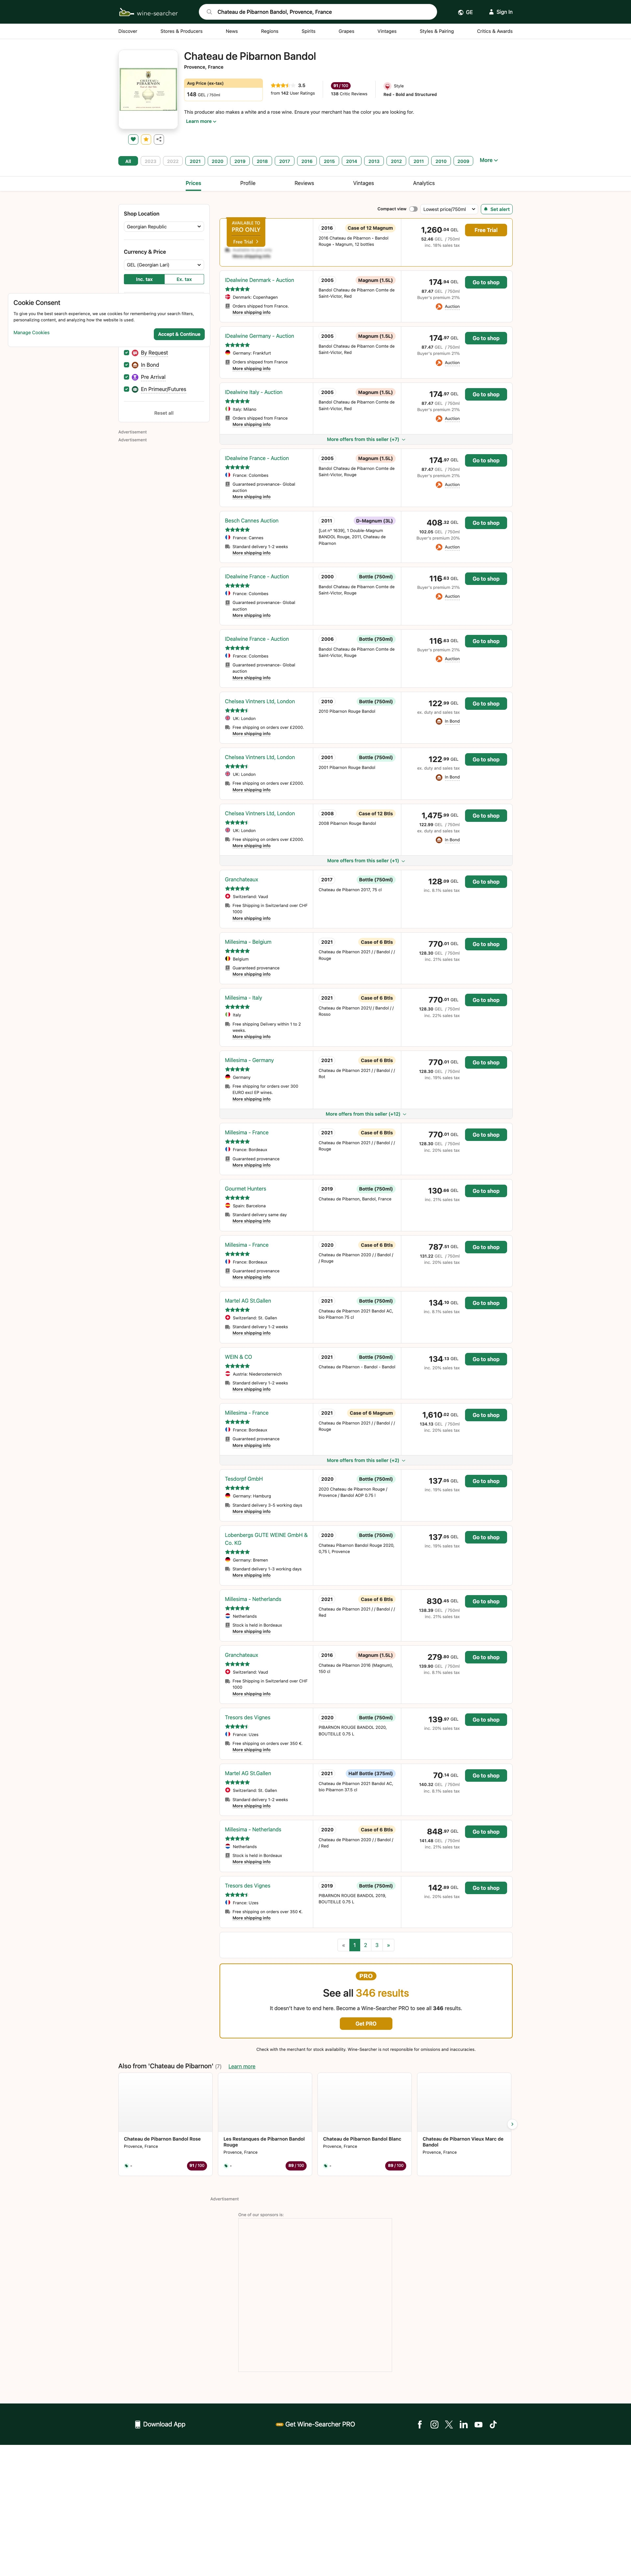 wine-searcher
Chateau de Pibarnon Bandol, Provence, France
GE
Sign in
Discover
Stores & Producers
News
Regions
Spirits
Grapes
Vintages
Styles & Pairing
Critics & Awards
Chateau de Pibarnon Bandol
Provence, France
Avg Price (ex-tax)
148 GEL / 750ml
3.5
from 142 User Ratings
91 / 100
138 Critic Reviews
Style
Red - Bold and Structured
This producer also makes a white and a rose wine. Ensure your merchant has the color you are looking for.
Learn more
All
2023
2022
2021
2020
2019
2018
2017
2016
2015
2014
2013
2012
2011
2010
2009
More
Prices
Profile
Reviews
Vintages
Analytics
Shop Location
Georgian Republic
Currency & Price
GEL (Georgian Lari)
Inc. tax
Ex. tax
Cookie Consent
To give you the best search experience, we use cookies for remembering your search filters, personalizing content, and analyzing how the website is used.
Manage Cookies
Accept & Continue
By Request
In Bond
Pre Arrival
En Primeur/Futures
Reset all
Advertisement
Advertisement
Compact view
Lowest price/750ml
Set alert
AVAILABLE TO
PRO ONLY
Free Trial
2016
Case of 12 Magnum
2016 Chateau de Pibarnon - Bandol Rouge - Magnum, 12 bottles
1,260.04 GEL
52.46 GEL / 750ml
Inc. 18% sales tax
Free Trial
IDealwine Denmark - Auction
Denmark: Copenhagen
Orders shipped from France.
More shipping info
2005
Magnum (1.5L)
Bandol Chateau de Pibarnon Comte de Saint-Victor, Red
174.94 GEL
87.47 GEL / 750ml
Buyer's premium 21%
Auction
Go to shop
IDealwine Germany - Auction
Germany: Frankfurt
Orders shipped from France
More shipping info
2005
Magnum (1.5L)
Bandol Chateau de Pibarnon Comte de Saint-Victor, Red
174.97 GEL
87.47 GEL / 750ml
Buyer's premium 21%
Auction
Go to shop
IDealwine Italy - Auction
Italy: Milano
Orders shipped from France
More shipping info
2005
Magnum (1.5L)
Bandol Chateau de Pibarnon Comte de Saint-Victor, Red
174.97 GEL
87.47 GEL / 750ml
Buyer's premium 21%
Auction
Go to shop
More offers from this seller (+7)
IDealwine France - Auction
France: Colombes
Guaranteed provenance- Global auction
More shipping info
2005
Magnum (1.5L)
Bandol Chateau de Pibarnon Comte de Saint-Victor, Rouge
174.97 GEL
87.47 GEL / 750ml
Buyer's premium 21%
Auction
Go to shop
Besch Cannes Auction
France: Cannes
Standard delivery 1-2 weeks
More shipping info
2011
D-Magnum (3L)
[Lot n° 1639], 1 Double-Magnum BANDOL Rouge, 2011, Chateau de Pibarnon
408.32 GEL
102.05 GEL / 750ml
Buyer's premium 20%
Auction
Go to shop
IDealwine France - Auction
France: Colombes
Guaranteed provenance- Global auction
More shipping info
2000
Bottle (750ml)
Bandol Chateau de Pibarnon Comte de Saint-Victor, Rouge
116.63 GEL
Buyer's premium 21%
Auction
Go to shop
IDealwine France - Auction
France: Colombes
Guaranteed provenance- Global auction
More shipping info
2006
Bottle (750ml)
Bandol Chateau de Pibarnon Comte de Saint-Victor, Rouge
116.63 GEL
Buyer's premium 21%
Auction
Go to shop
Chelsea Vintners Ltd, London
UK: London
Free shipping on orders over £2000.
More shipping info
2010
Bottle (750ml)
2010 Pibarnon Rouge Bandol
122.99 GEL
ex. duty and sales tax
In Bond
Go to shop
Chelsea Vintners Ltd, London
UK: London
Free shipping on orders over £2000.
More shipping info
2001
Bottle (750ml)
2001 Pibarnon Rouge Bandol
122.99 GEL
ex. duty and sales tax
In Bond
Go to shop
Chelsea Vintners Ltd, London
UK: London
Free shipping on orders over £2000.
More shipping info
2008
Case of 12 Btls
2008 Pibarnon Rouge Bandol
1,475.99 GEL
122.99 GEL / 750ml
ex. duty and sales tax
In Bond
Go to shop
More offers from this seller (+1)
Granchateaux
Switzerland: Vaud
Free Shipping in Switzerland over CHF 1000
More shipping info
2017
Bottle (750ml)
Chateau de Pibarnon 2017, 75 cl
128.09 GEL
inc. 8.1% sales tax
Go to shop
Millesima - Belgium
Belgium
Guaranteed provenance
More shipping info
2021
Case of 6 Btls
Chateau de Pibarnon 2021 / / Bandol / / Rouge
770.01 GEL
128.30 GEL / 750ml
inc. 21% sales tax
Go to shop
Millesima - Italy
Italy
Free shipping Delivery within 1 to 2 weeks.
More shipping info
2021
Case of 6 Btls
Chateau de Pibarnon 2021/ / Bandol / / Rosso
770.01 GEL
128.30 GEL / 750ml
inc. 22% sales tax
Go to shop
Millesima - Germany
Germany
Free shipping for orders over 300 EURO excl EP wines.
More shipping info
2021
Case of 6 Btls
Chateau de Pibarnon 2021 / / Bandol / / Rot
770.01 GEL
128.30 GEL / 750ml
inc. 19% sales tax
Go to shop
More offers from this seller (+12)
Millesima - France
France: Bordeaux
Guaranteed provenance
More shipping info
2021
Case of 6 Btls
Chateau de Pibarnon 2021 / / Bandol / / Rouge
770.01 GEL
128.30 GEL / 750ml
inc. 20% sales tax
Go to shop
Gourmet Hunters
Spain: Barcelona
Standard delivery same day
More shipping info
2019
Bottle (750ml)
Chateau de Pibarnon, Bandol, France
130.66 GEL
inc. 21% sales tax
Go to shop
Millesima - France
France: Bordeaux
Guaranteed provenance
More shipping info
2020
Case of 6 Btls
Chateau de Pibarnon 2020 / / Bandol / / Rouge
787.51 GEL
131.22 GEL / 750ml
inc. 20% sales tax
Go to shop
Martel AG St.Gallen
Switzerland: St. Gallen
Standard delivery 1-2 weeks
More shipping info
2021
Bottle (750ml)
Chateau de Pibarnon 2021 Bandol AC, bio Pibarnon 75 cl
134.10 GEL
inc. 8.1% sales tax
Go to shop
WEIN & CO
Austria: Niederosterreich
Standard delivery 1-2 weeks
More shipping info
2021
Bottle (750ml)
Chateau de Pibarnon - Bandol - Bandol
134.13 GEL
inc. 20% sales tax
Go to shop
Millesima - France
France: Bordeaux
Guaranteed provenance
More shipping info
2021
Case of 6 Magnum
Chateau de Pibarnon 2021 / / Bandol / / Rouge
1,610.02 GEL
134.13 GEL / 750ml
inc. 20% sales tax
Go to shop
More offers from this seller (+2)
Tesdorpf GmbH
Germany: Hamburg
Standard delivery 3-5 working days
More shipping info
2020
Bottle (750ml)
2020 Chateau de Pibarnon Rouge / Provence / Bandol AOP 0.75 l
137.05 GEL
inc. 19% sales tax
Go to shop
Lobenbergs GUTE WEINE GmbH & Co. KG
Germany: Bremen
Standard delivery 1-3 working days
More shipping info
2020
Bottle (750ml)
Chateau Pibarnon Bandol Rouge 2020, 0,75 l, Provence
137.05 GEL
inc. 19% sales tax
Go to shop
Millesima - Netherlands
Netherlands
Stock is held in Bordeaux
More shipping info
2021
Case of 6 Btls
Chateau de Pibarnon 2021 / / Bandol / / Red
830.45 GEL
138.39 GEL / 750ml
inc. 21% sales tax
Go to shop
Granchateaux
Switzerland: Vaud
Free Shipping in Switzerland over CHF 1000
More shipping info
2016
Magnum (1.5L)
Chateau de Pibarnon 2016 (Magnum), 150 cl
279.80 GEL
139.90 GEL / 750ml
inc. 8.1% sales tax
Go to shop
Tresors des Vignes
France: Uzes
Free shipping on orders over 350 €.
More shipping info
2020
Bottle (750ml)
PIBARNON ROUGE BANDOL 2020, BOUTEILLE 0.75 L
139.97 GEL
inc. 20% sales tax
Go to shop
Martel AG St.Gallen
Switzerland: St. Gallen
Standard delivery 1-2 weeks
More shipping info
2021
Half Bottle (375ml)
Chateau de Pibarnon 2021 Bandol AC, bio Pibarnon 37.5 cl
70.14 GEL
140.32 GEL / 750ml
inc. 8.1% sales tax
Go to shop
Millesima - Netherlands
Netherlands
Stock is held in Bordeaux
More shipping info
2020
Case of 6 Btls
Chateau de Pibarnon 2020 / / Bandol / / Red
848.97 GEL
141.48 GEL / 750ml
inc. 21% sales tax
Go to shop
Tresors des Vignes
France: Uzes
Free shipping on orders over 350 €.
More shipping info
2019
Bottle (750ml)
PIBARNON ROUGE BANDOL 2019, BOUTEILLE 0.75 L
142.89 GEL
inc. 20% sales tax
Go to shop
« 1 2 3 »
PRO
See all 346 results
It doesn't have to end here. Become a Wine-Searcher PRO to see all 346 results.
Get PRO
Check with the merchant for stock availability. Wine-Searcher is not responsible for omissions and inaccuracies.
Also from 'Chateau de Pibarnon' (7)
Learn more
Chateau de Pibarnon Bandol Rose
Provence, France
91 / 100
Les Restanques de Pibarnon Bandol Rouge
Provence, France
89 / 100
Chateau de Pibarnon Bandol Blanc
Provence, France
89 / 100
Chateau de Pibarnon Vieux Marc de Bandol
Provence, France
Advertisement
One of our sponsors is:
Download App
Get Wine-Searcher PRO